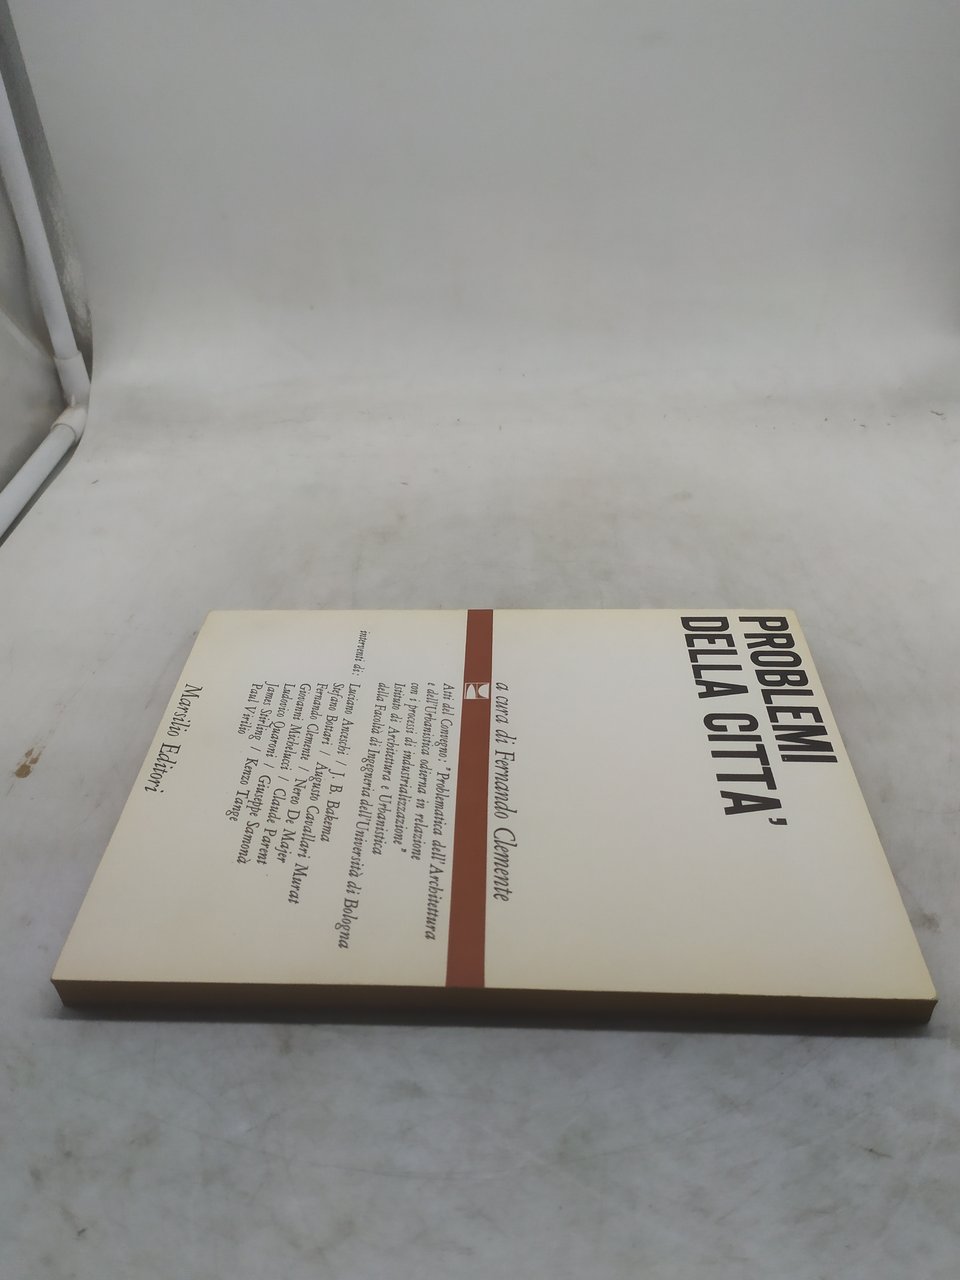 PROBLEMI
DELLA CITTA'
a cura di Fernando Clemente
Atti del Convegno: "Problematica dell'Architettura
e dell'Urbanistica odierna in relazione
con i processi di industrializzazione"
Istituto di Architettura e Urbanistica
della Facoltà di Ingegneria dell'Università di Bologna
interventi di: Luciano Anceschi / J. B. Bakema
Stefano Bottari / Augusto Cavallari Murat
Fernando Clemente / Nereo De Majer
Giovanni Michelucci / Claude Parent
Ludovico Quaroni / Giuseppe Samonà
James Stirling / Kenzo Tange
Paul Virilio
Marsilio Editori